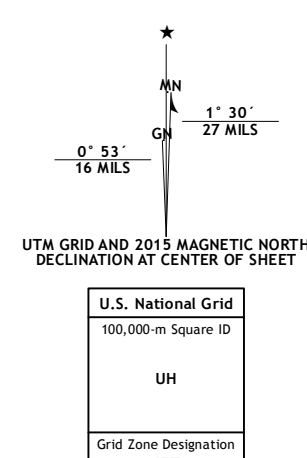 MN
1° 30´
27 MILS
GN
0° 53´
16 MILS
UTM GRID AND 2015 MAGNETIC NORTH
DECLINATION AT CENTER OF SHEET
U.S. National Grid
100,000-m Square ID
UH
Grid Zone Designation